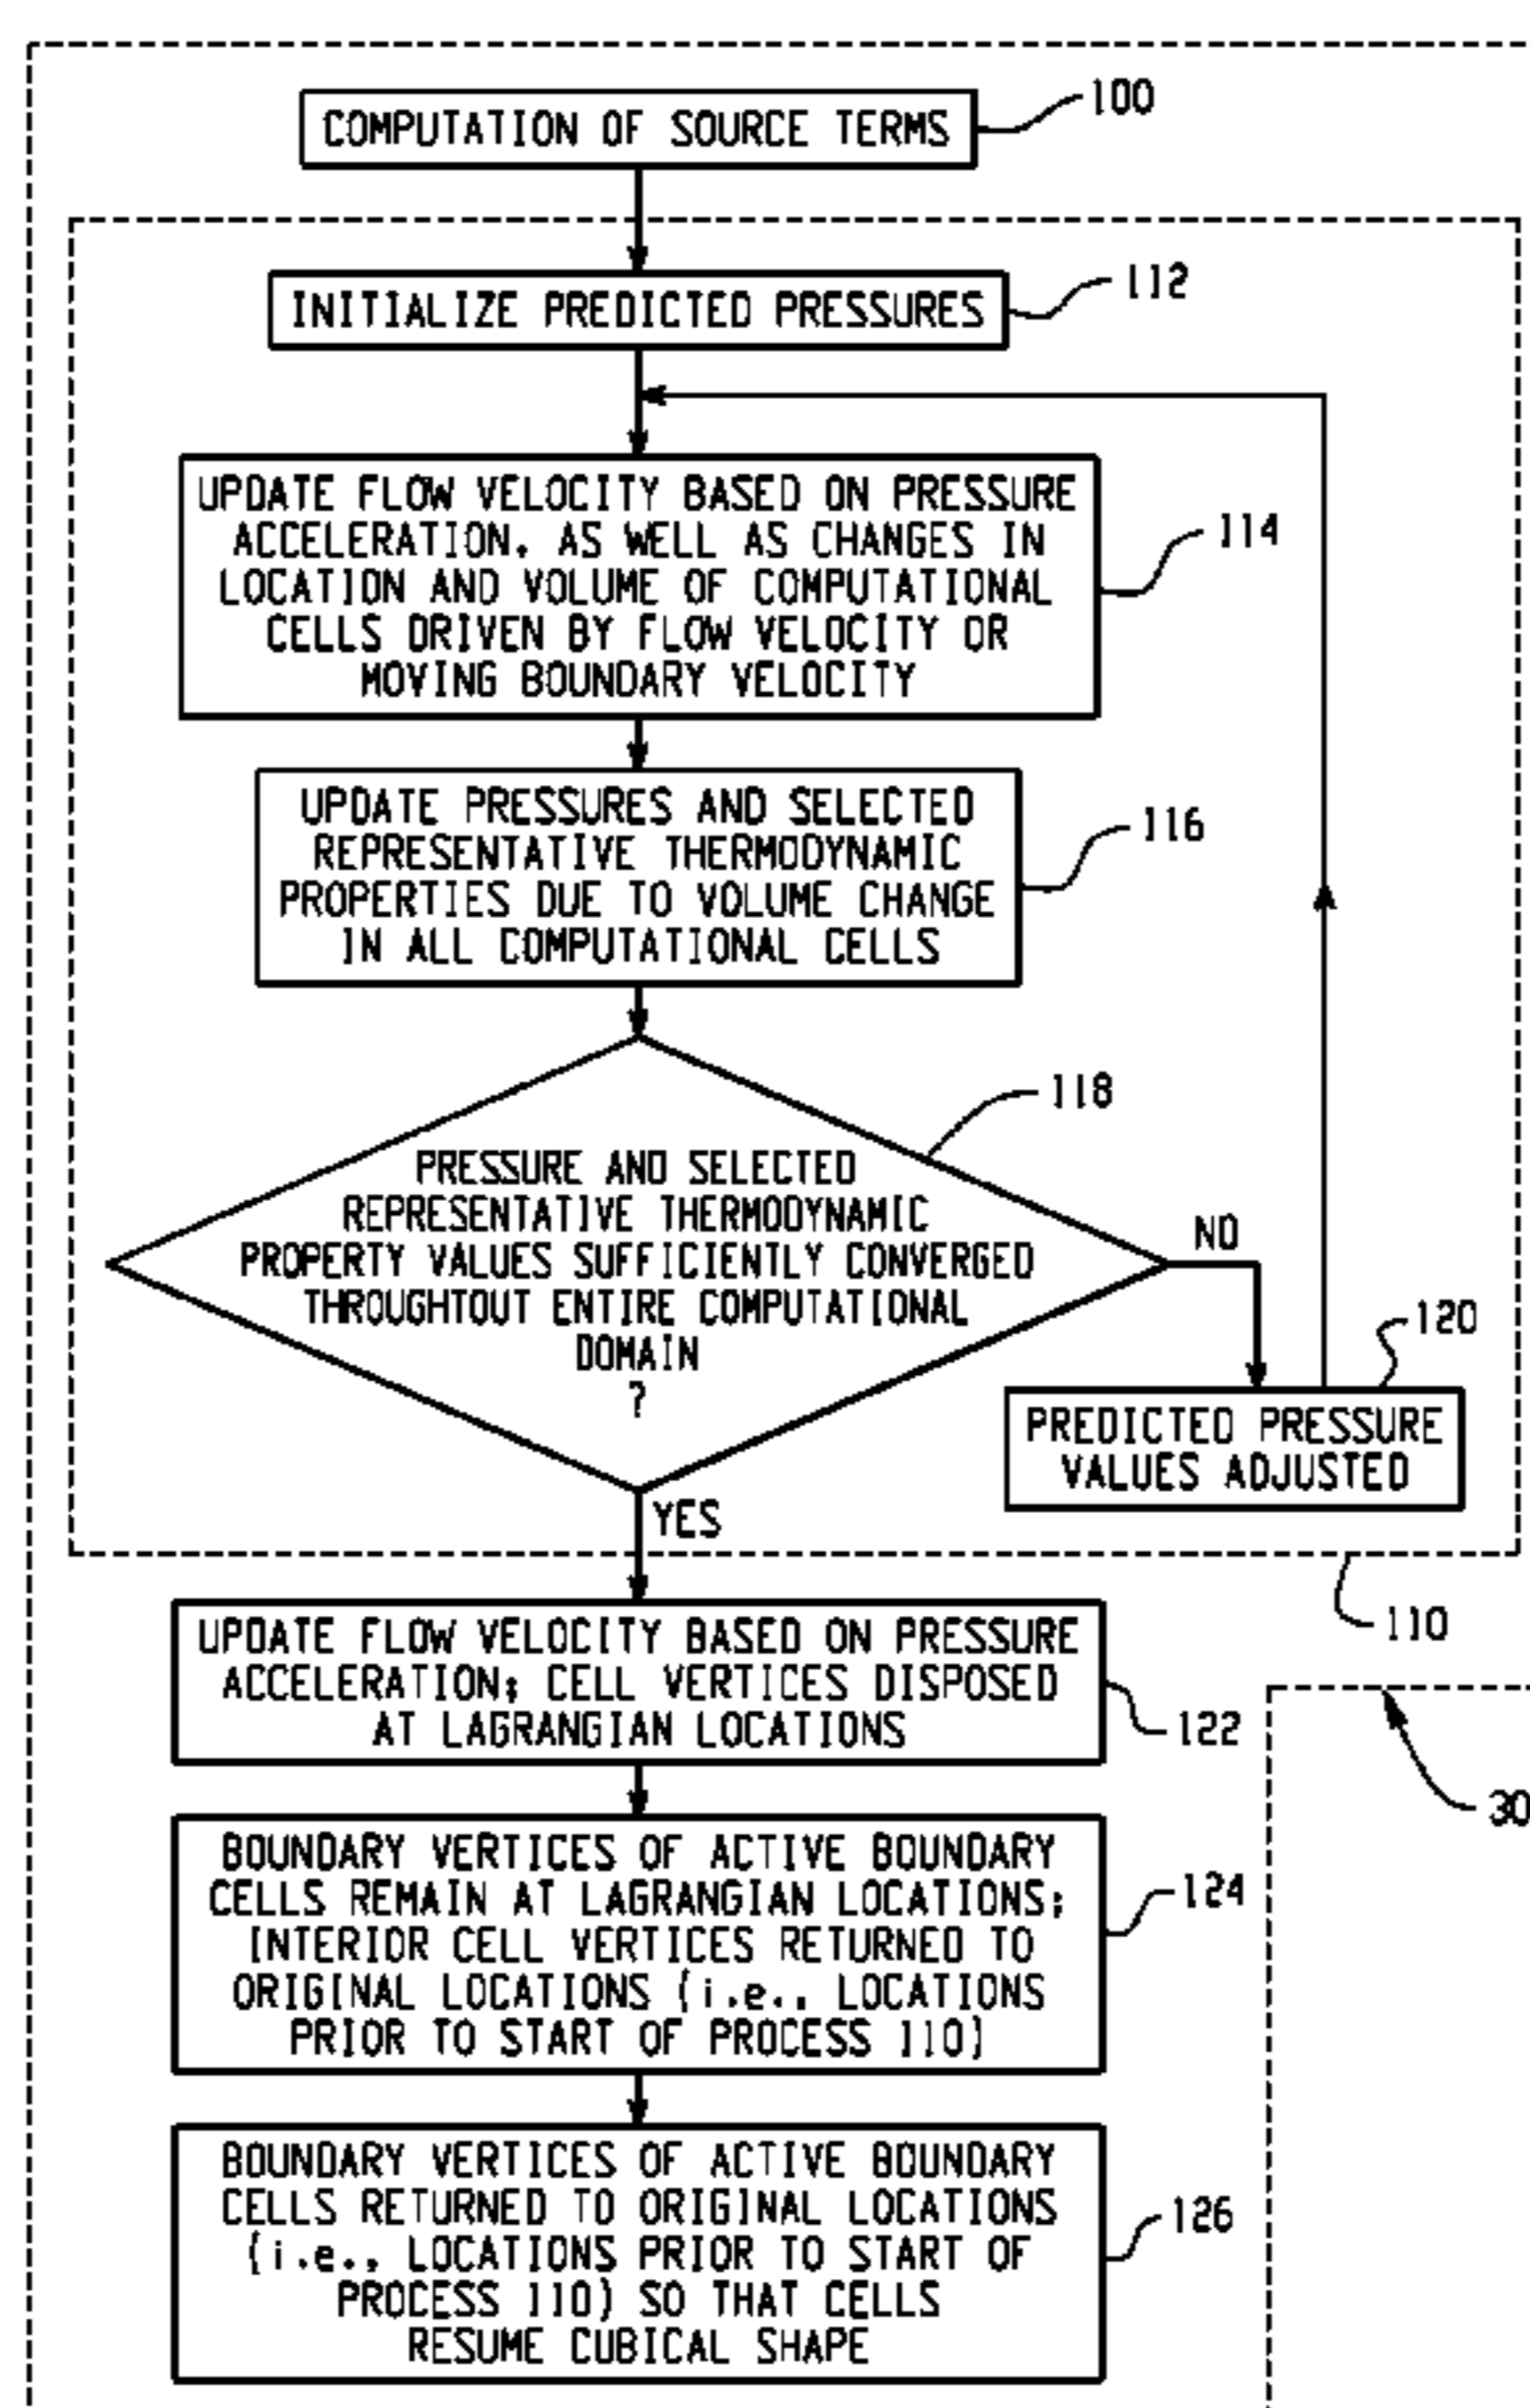 COMPUTATION OF SOURCE TERMS
100
INITIALIZE PREDICTED PRESSURES
112
UPDATE FLOW VELOCITY BASED ON PRESSURE
ACCELERATION, AS WELL AS CHANGES IN
LOCATION AND VOLUME OF COMPUTATIONAL
CELLS DRIVEN BY FLOW VELOCITY OR
MOVING BOUNDARY VELOCITY
114
UPDATE PRESSURES AND SELECTED
REPRESENTATIVE THERMODYNAMIC
PROPERTIES DUE TO VOLUME CHANGE
IN ALL COMPUTATIONAL CELLS
116
118
PRESSURE AND SELECTED
REPRESENTATIVE THERMODYNAMIC
PROPERTY VALUES SUFFICIENTLY CONVERGED
THROUGHTOUT ENTIRE COMPUTATIONAL
DOMAIN
?
NO
120
PREDICTED PRESSURE
VALUES ADJUSTED
YES
110
UPDATE FLOW VELOCITY BASED ON PRESSURE
ACCELERATION; CELL VERTICES DISPOSED
AT LAGRANGIAN LOCATIONS
122
30
BOUNDARY VERTICES OF ACTIVE BOUNDARY
CELLS REMAIN AT LAGRANGIAN LOCATIONS;
INTERIOR CELL VERTICES RETURNED TO
ORIGINAL LOCATIONS (i.e., LOCATIONS
PRIOR TO START OF PROCESS 110)
124
BOUNDARY VERTICES OF ACTIVE BOUNDARY
CELLS RETURNED TO ORIGINAL LOCATIONS
(i.e., LOCATIONS PRIOR TO START OF
PROCESS 110) SO THAT CELLS
RESUME CUBICAL SHAPE
126